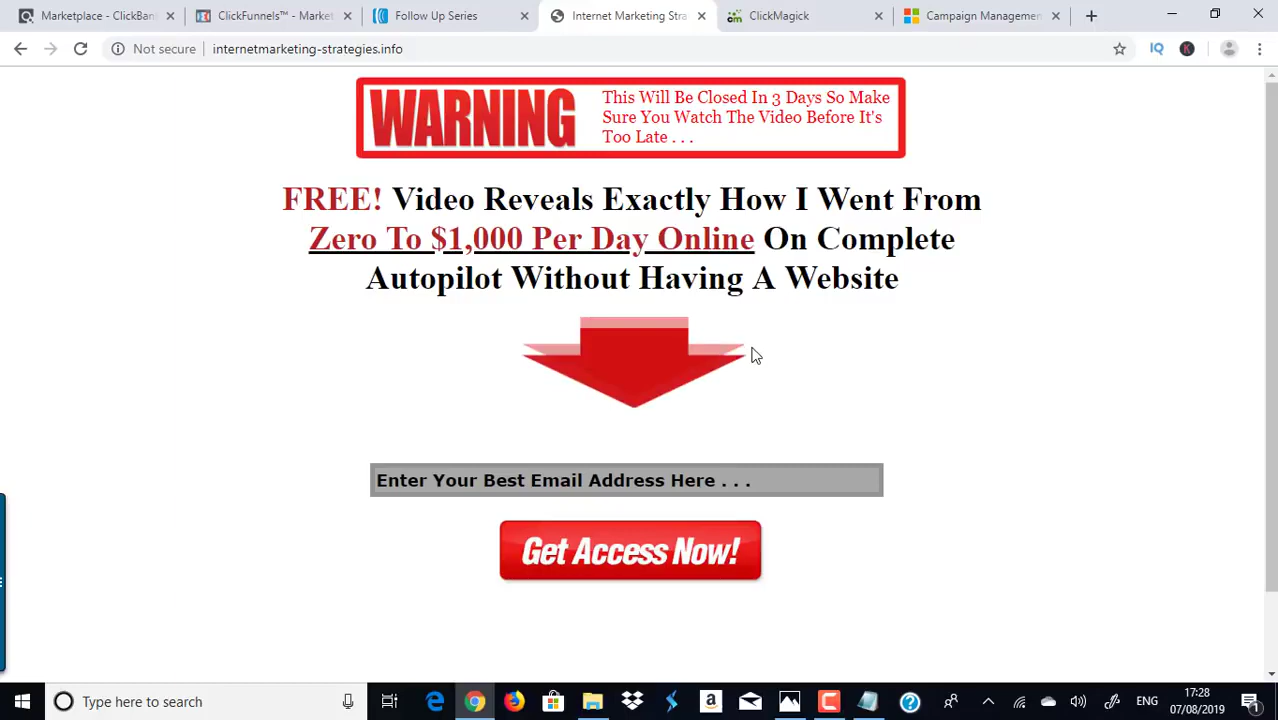 Marketplace - ClickBan
ClickFunnels™ - Market
Follow Up Series
Internet Marketing Stra
ClickMagick
Campaign Managemen
Not secure
internetmarketing-strategies.info
IQ
K
WARNING
This Will Be Closed In 3 Days So Make
Sure You Watch The Video Before It's
Too Late . . .
FREE! Video Reveals Exactly How I Went From
Zero To $1,000 Per Day Online On Complete
Autopilot Without Having A Website
Enter Your Best Email Address Here . . .
Get Access Now!
Type here to search
ENG
17:28
07/08/2019